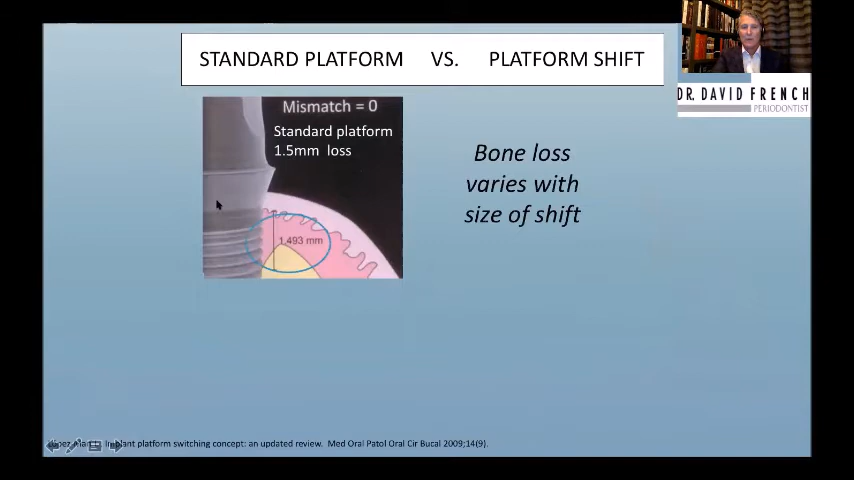 STANDARD PLATFORM VS. PLATFORM SHIFT
DR. DAVID FRENCH
PERIODONTIST
Mismatch = 0
Standard platform
1.5mm loss
1,493 mm
Bone loss
varies with
size of shift
Implant platform switching concept: an updated review. Med Oral Patol Oral Cir Bucal 2009;14(9).